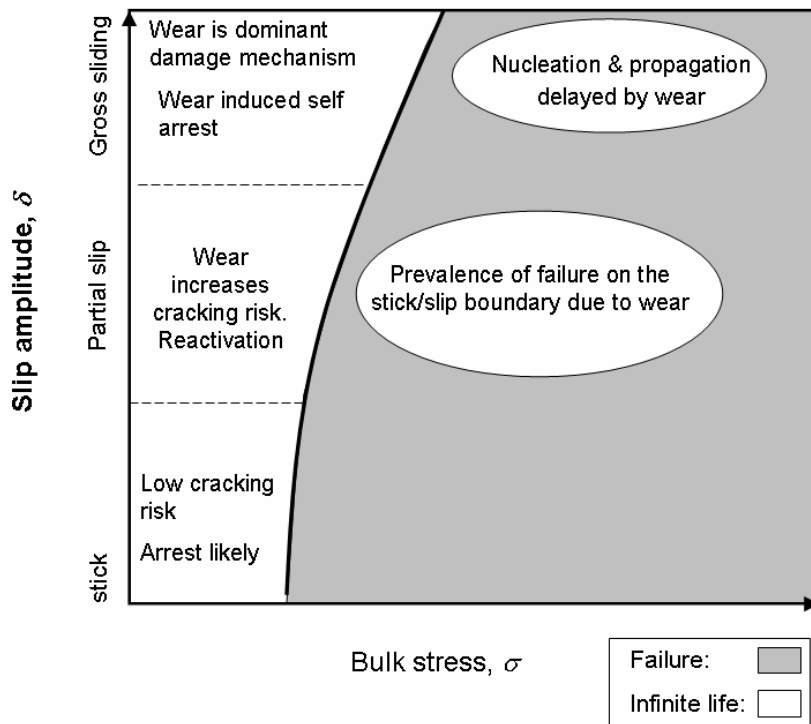 Gross sliding
Partial slip
stick
Slip amplitude, δ
Wear is dominant
damage mechanism
Wear induced self
arrest
Nucleation & propagation
delayed by wear
Wear
increases
cracking risk.
Reactivation
Prevalence of failure on the
stick/slip boundary due to wear
Low cracking
risk
Arrest likely
Bulk stress, σ
Failure:
Infinite life: